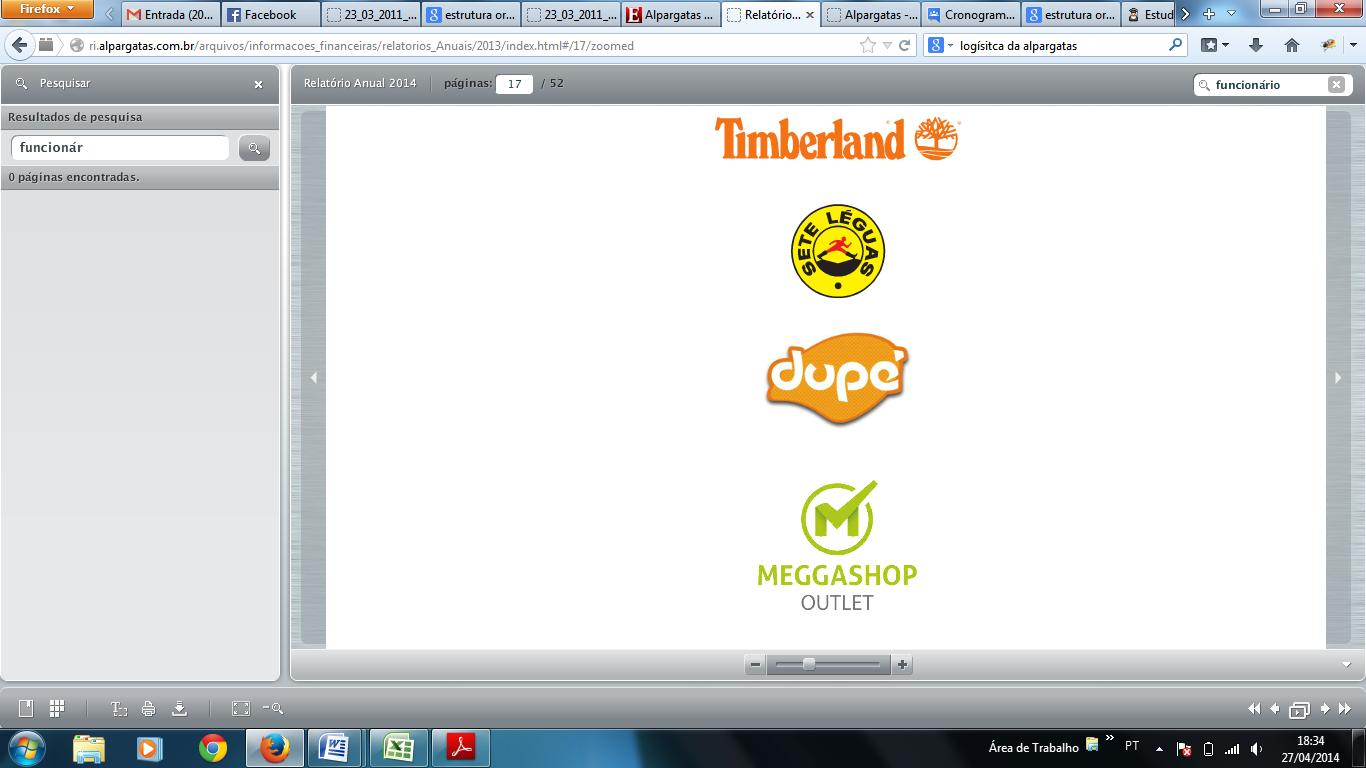 Firefox
Entrada (20...
Facebook
23_03_2011_...
estrutura or...
23_03_2011_...
Alpargatas ...
Relatório...
Alpargatas -...
Cronogram...
estrutura or...
Estud
ri.alpargatas.com.br/arquivos/informacoes_financeiras/relatorios_Anuais/2013/index.html#/17/zoomed
logísitca da alpargatas
Pesquisar
Relatório Anual 2014
páginas: 17 / 52
funcionário
Resultados de pesquisa
funcionár
0 páginas encontradas.
Timberland
SETE LÉGUAS
dupé
MEGGASHOP
OUTLET
Área de Trabalho
PT
18:34
27/04/2014